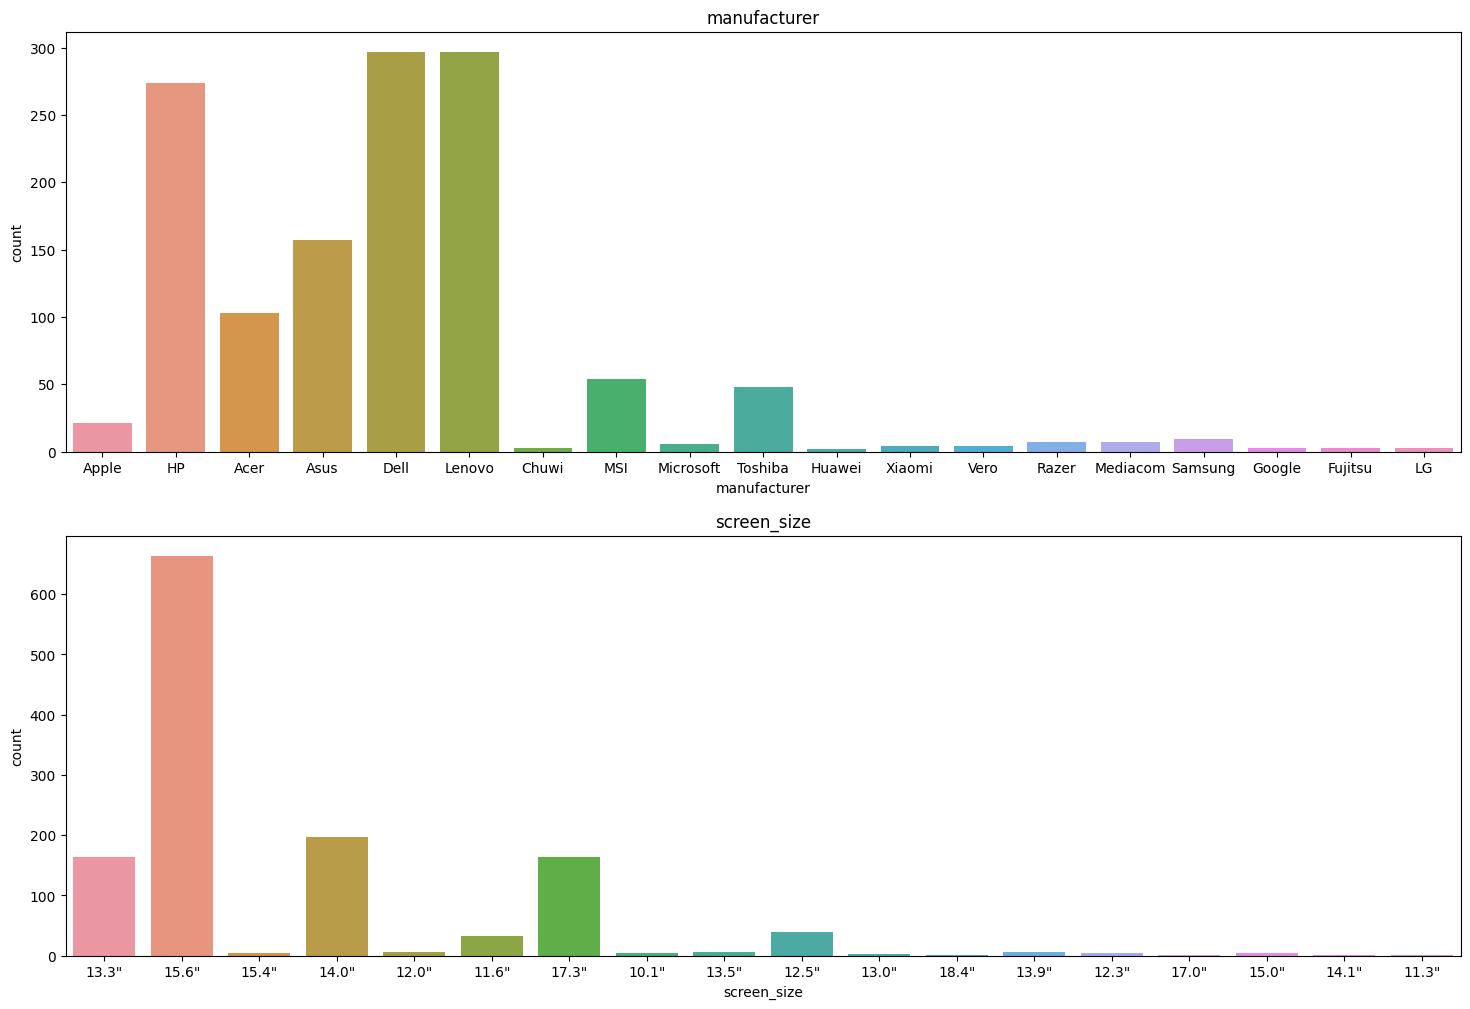 manufacturer
300
250
200
150
100
50
0
count
Apple HP Acer Asus Dell Lenovo Chuwi MSI Microsoft Toshiba Huawei Xiaomi Vero Razer Mediacom Samsung Google Fujitsu LG
manufacturer
screen_size
600
500
400
300
200
100
0
count
13.3" 15.6" 15.4" 14.0" 12.0" 11.6" 17.3" 10.1" 13.5" 12.5" 13.0" 18.4" 13.9" 12.3" 17.0" 15.0" 14.1" 11.3"
screen_size